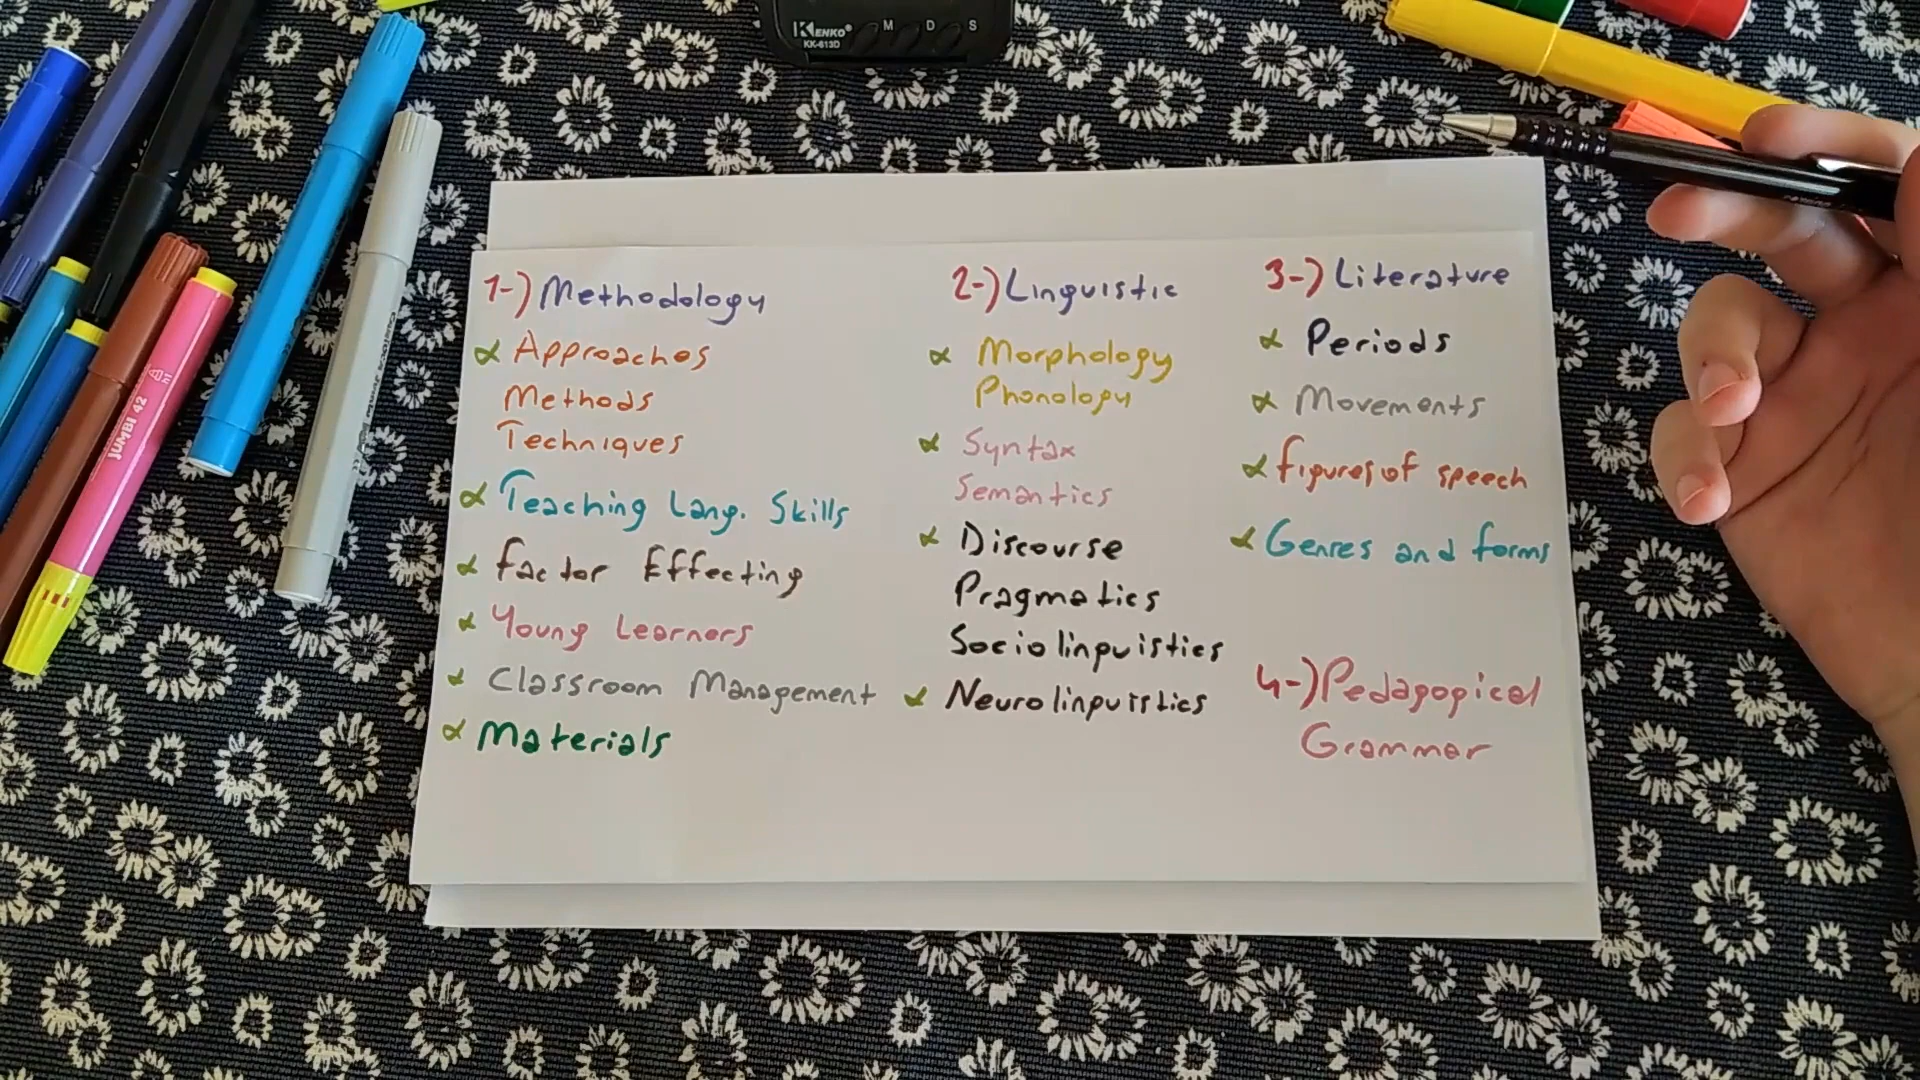 KENKO®
KK-613D
M D S
JUMBI 42
1-) Methodology
Approaches
Methods
Techniques
Teaching Lang. Skills
factor Effecting
Young Learners
Classroom Management
Materials
2-) Linguistic
Morphology
Phonology
Syntax
Semantics
Discourse
Pragmatics
Sociolinguistics
Neurolinguistics
3-) Literature
Periods
Movements
figures of speech
Genres and forms
4-) Pedagogical
Grammar